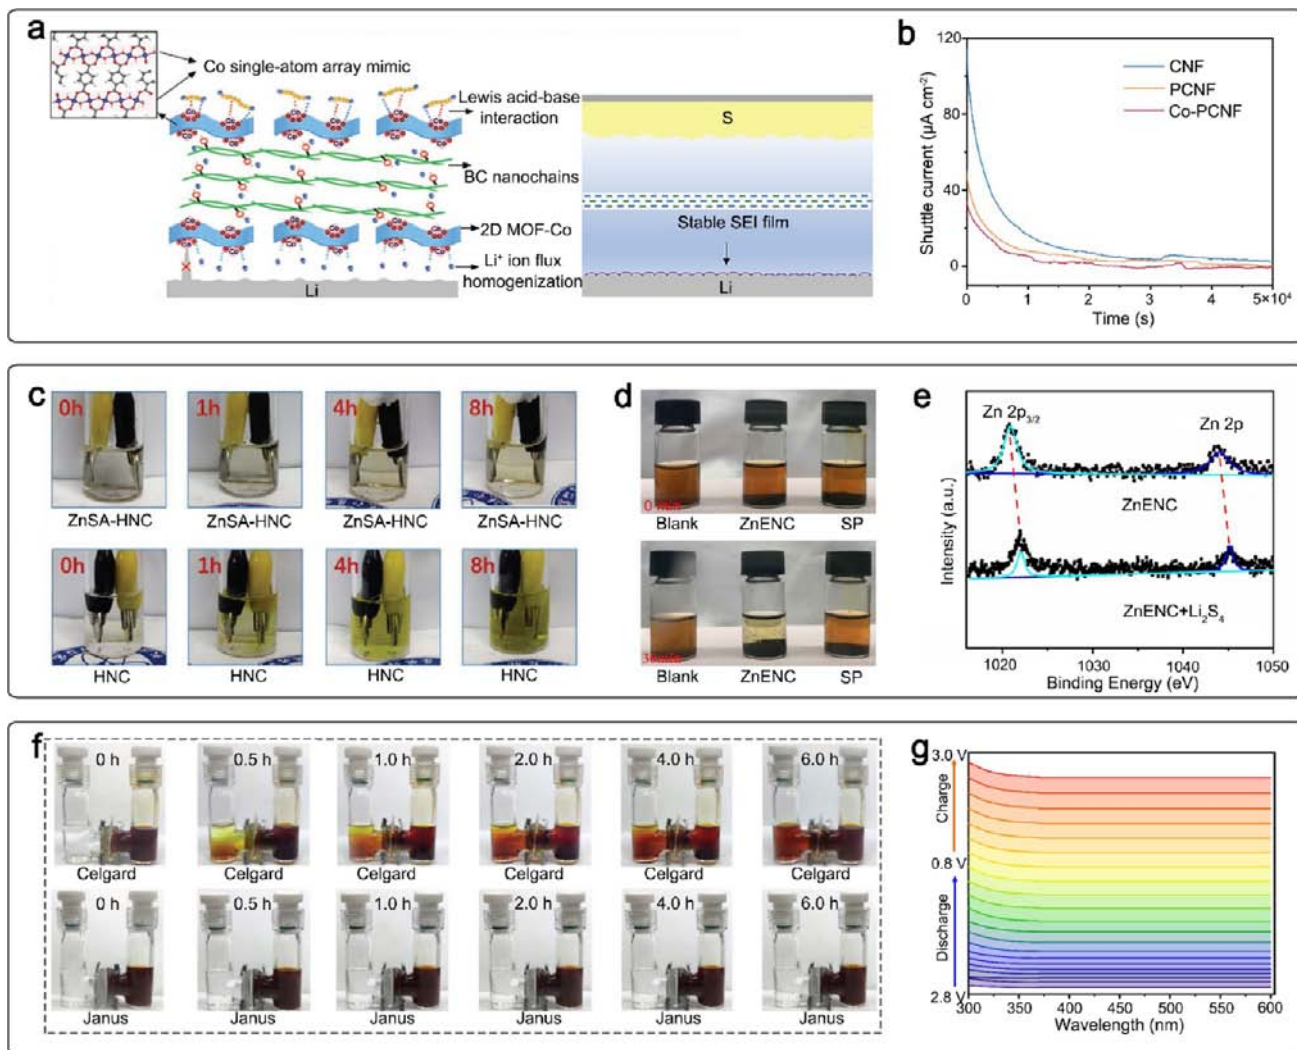 a
Co single-atom array mimic
Co
Lewis acid-base
interaction
BC nanochains
2D MOF-Co
Li⁺ ion flux
homogenization
Li
S
Stable SEI film
Li
b
Shuttle current (µA cm⁻²)
120
80
40
0
CNF
PCNF
Co-PCNF
0 1 2 3 4 5×10⁴
Time (s)
c
0h 1h 4h 8h
ZnSA-HNC ZnSA-HNC ZnSA-HNC ZnSA-HNC
0h 1h 4h 8h
HNC HNC HNC HNC
d
0 min
Blank ZnENC SP
Blank ZnENC SP
e
Intensity (a.u.)
Zn 2p₃/₂
Zn 2p
ZnENC
ZnENC+Li₂S₄
1020 1030 1040 1050
Binding Energy (eV)
f
0 h 0.5 h 1.0 h 2.0 h 4.0 h 6.0 h
Celgard Celgard Celgard Celgard Celgard Celgard
0 h 0.5 h 1.0 h 2.0 h 4.0 h 6.0 h
Janus Janus Janus Janus Janus Janus
g
3.0 V
Charge
0.8 V
Discharge
2.8 V
300 350 400 450 500 550 600
Wavelength (nm)